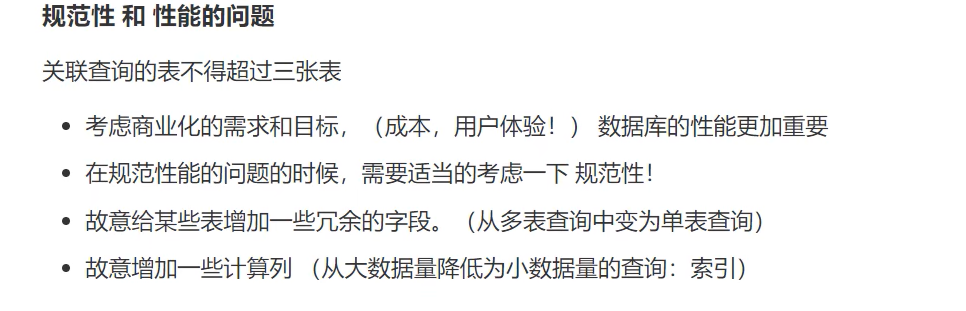 规范性 和 性能的问题
关联查询的表不得超过三张表
• 考虑商业化的需求和目标，（成本，用户体验！） 数据库的性能更加重要
• 在规范性能的问题的时候，需要适当的考虑一下 规范性！
• 故意给某些表增加一些冗余的字段。（从多表查询中变为单表查询）
• 故意增加一些计算列 （从大数据量降低为小数据量的查询：索引）